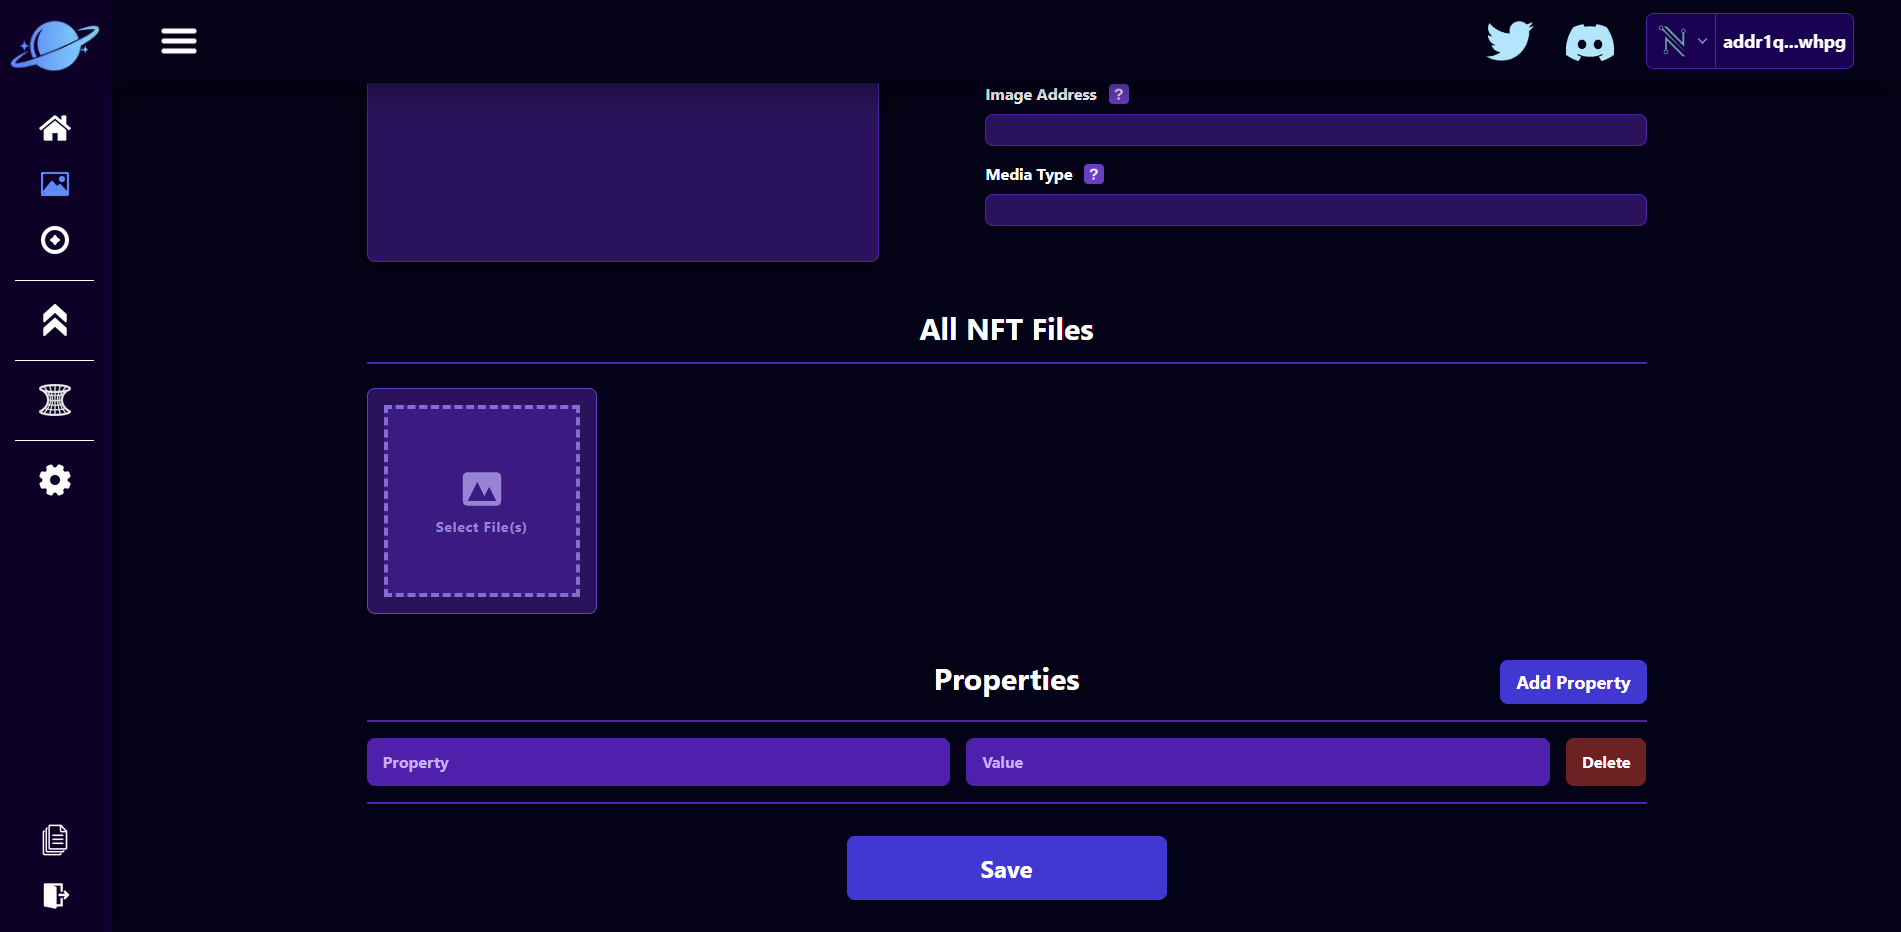 addr1q...whpg
Image Address ?
Media Type ?
All NFT Files
Select File(s)
Properties
Add Property
Property
Value
Delete
Save